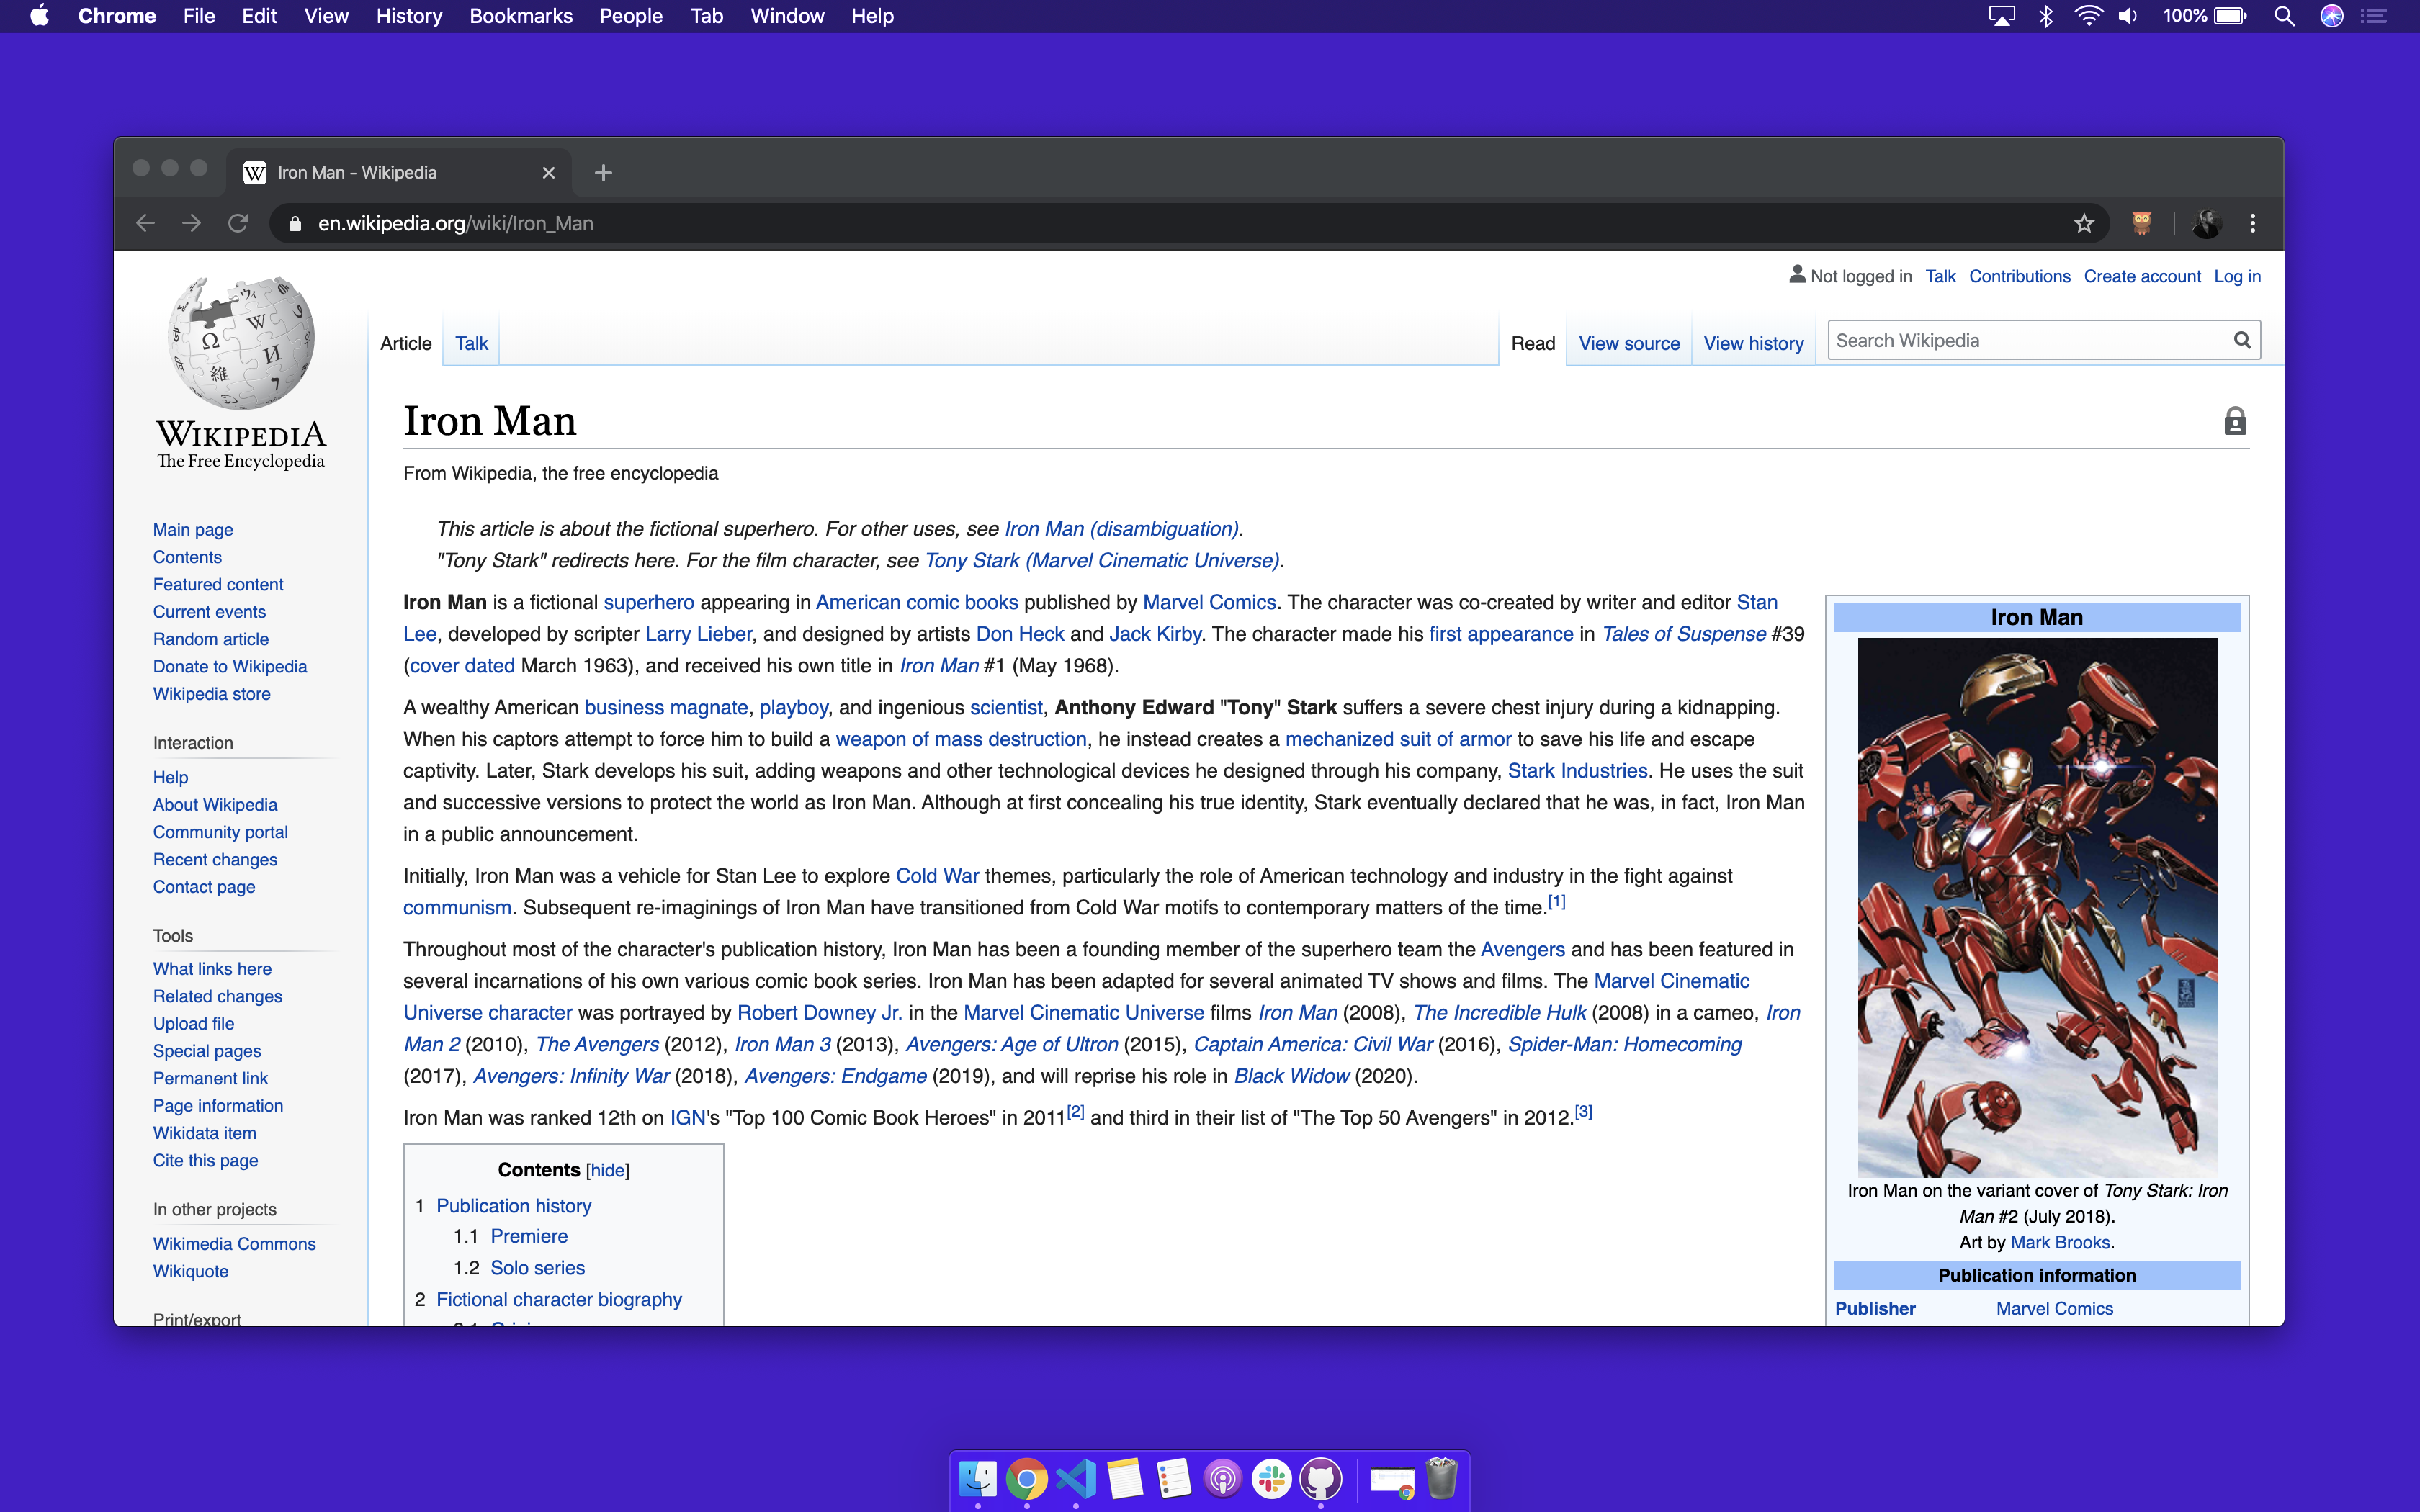 Chrome File Edit View History Bookmarks People Tab Window Help 100%
Iron Man - Wikipedia
en.wikipedia.org/wiki/Iron_Man
Not logged in Talk Contributions Create account Log in
Article Talk Read View source View history Search Wikipedia
WIKIPEDIA
The Free Encyclopedia
Main page
Contents
Featured content
Current events
Random article
Donate to Wikipedia
Wikipedia store
Interaction
Help
About Wikipedia
Community portal
Recent changes
Contact page
Tools
What links here
Related changes
Upload file
Special pages
Permanent link
Page information
Wikidata item
Cite this page
In other projects
Wikimedia Commons
Wikiquote
Print/export
Iron Man
From Wikipedia, the free encyclopedia
This article is about the fictional superhero. For other uses, see Iron Man (disambiguation).
"Tony Stark" redirects here. For the film character, see Tony Stark (Marvel Cinematic Universe).
Iron Man is a fictional superhero appearing in American comic books published by Marvel Comics. The character was co-created by writer and editor Stan
Lee, developed by scripter Larry Lieber, and designed by artists Don Heck and Jack Kirby. The character made his first appearance in Tales of Suspense #39
(cover dated March 1963), and received his own title in Iron Man #1 (May 1968).
A wealthy American business magnate, playboy, and ingenious scientist, Anthony Edward "Tony" Stark suffers a severe chest injury during a kidnapping.
When his captors attempt to force him to build a weapon of mass destruction, he instead creates a mechanized suit of armor to save his life and escape
captivity. Later, Stark develops his suit, adding weapons and other technological devices he designed through his company, Stark Industries. He uses the suit
and successive versions to protect the world as Iron Man. Although at first concealing his true identity, Stark eventually declared that he was, in fact, Iron Man
in a public announcement.
Initially, Iron Man was a vehicle for Stan Lee to explore Cold War themes, particularly the role of American technology and industry in the fight against
communism. Subsequent re-imaginings of Iron Man have transitioned from Cold War motifs to contemporary matters of the time.[1]
Throughout most of the character's publication history, Iron Man has been a founding member of the superhero team the Avengers and has been featured in
several incarnations of his own various comic book series. Iron Man has been adapted for several animated TV shows and films. The Marvel Cinematic
Universe character was portrayed by Robert Downey Jr. in the Marvel Cinematic Universe films Iron Man (2008), The Incredible Hulk (2008) in a cameo, Iron
Man 2 (2010), The Avengers (2012), Iron Man 3 (2013), Avengers: Age of Ultron (2015), Captain America: Civil War (2016), Spider-Man: Homecoming
(2017), Avengers: Infinity War (2018), Avengers: Endgame (2019), and will reprise his role in Black Widow (2020).
Iron Man was ranked 12th on IGN's "Top 100 Comic Book Heroes" in 2011[2] and third in their list of "The Top 50 Avengers" in 2012.[3]
Contents [hide]
1 Publication history
1.1 Premiere
1.2 Solo series
2 Fictional character biography
Iron Man
Iron Man on the variant cover of Tony Stark: Iron
Man #2 (July 2018).
Art by Mark Brooks.
Publication information
Publisher Marvel Comics